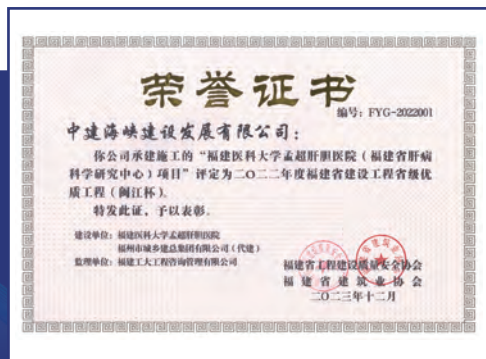 荣誉证书
编号：FYG-2022001
中建海峡建设发展有限公司：
你公司承建施工的“福建医科大学孟超肝胆医院（福建省肝病
科学研究中心）项目”评定为二〇二二年度福建省建设工程省级优
质工程（闽江杯）。
特发此证，予以表彰。
建设单位：福建医科大学孟超肝胆医院
福州市城乡建总集团有限公司（代建）
监理单位：福建工大工程咨询管理有限公司
福建省工程建设质量安全协会
福建省建筑业协会
二〇二三年十二月